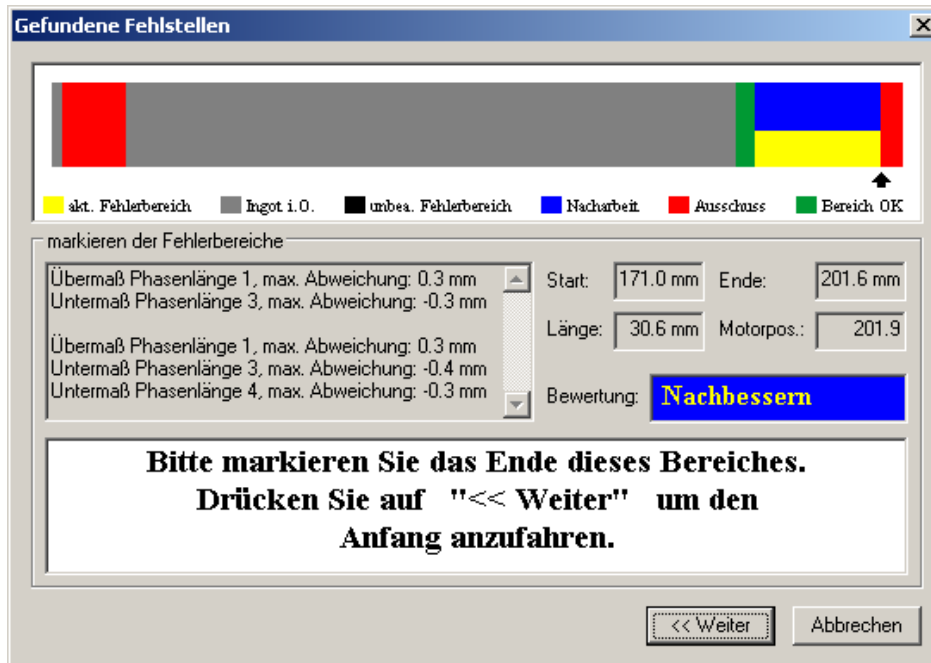 Gefundene Fehlstellen
akt. Fehlerbereich Ingot i.O. unbea. Fehlerbereich Nacharbeit Ausschuss Bereich OK
markieren der Fehlerbereiche
Übermaß Phasenlänge 1, max. Abweichung: 0.3 mm
Untermaß Phasenlänge 3, max. Abweichung: -0.3 mm
Übermaß Phasenlänge 1, max. Abweichung: 0.3 mm
Untermaß Phasenlänge 3, max. Abweichung: -0.4 mm
Untermaß Phasenlänge 4, max. Abweichung: -0.3 mm
Start: 171.0 mm Ende: 201.6 mm
Länge: 30.6 mm Motorpos.: 201.9
Bewertung: Nachbessern
Bitte markieren Sie das Ende dieses Bereiches.
Drücken Sie auf "<< Weiter" um den
Anfang anzufahren.
<< Weiter Abbrechen